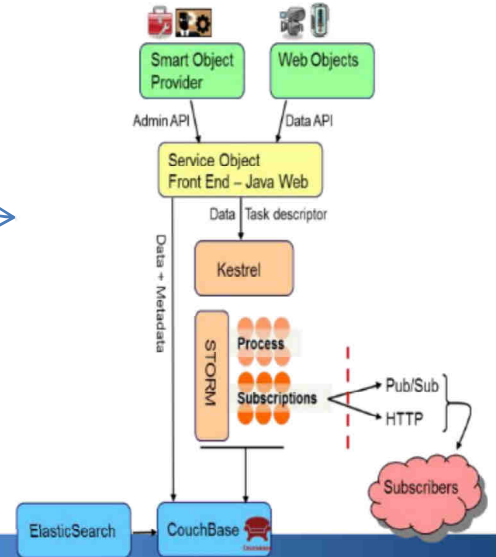 Smart Object
Provider
Web Objects
Admin API
Data API
Service Object
Front End – Java Web
Data
Task descriptor
Data + Metadata
Kestrel
STORM
Process
Subscriptions
Pub/Sub
HTTP
Subscribers
ElasticSearch
CouchBase